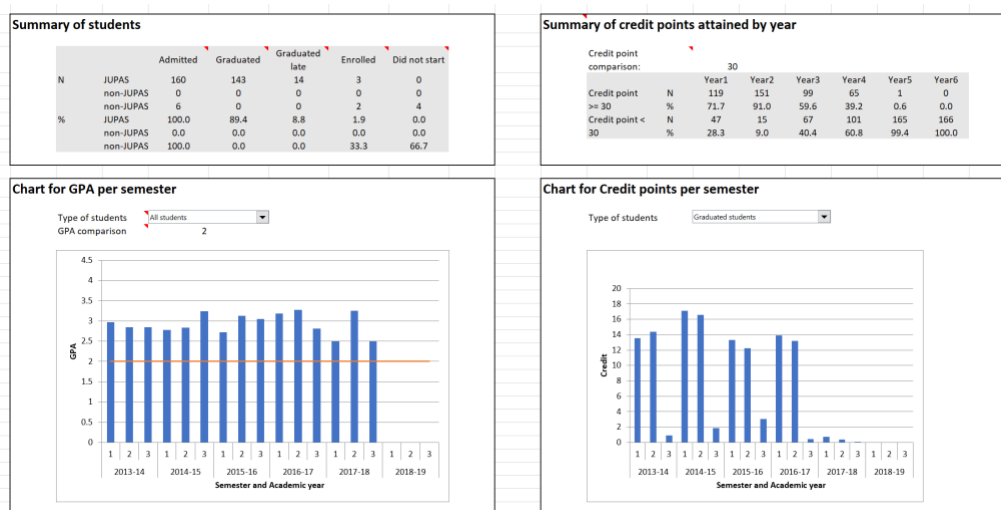 Summary of students
Admitted Graduated Graduated late Enrolled Did not start
N JUPAS 160 143 14 3 0
non-JUPAS 0 0 0 0 0
non-JUPAS 6 0 0 2 4
% JUPAS 100.0 89.4 8.8 1.9 0.0
non-JUPAS 0.0 0.0 0.0 0.0 0.0
non-JUPAS 100.0 0.0 0.0 33.3 66.7
Summary of credit points attained by year
Credit point
comparison: 30
Year1 Year2 Year3 Year4 Year5 Year6
Credit point N 119 151 99 65 1 0
>= 30 % 71.7 91.0 59.6 39.2 0.6 0.0
Credit point < N 47 15 67 101 165 166
30 % 28.3 9.0 40.4 60.8 99.4 100.0
Chart for GPA per semester
Type of students All students
GPA comparison 2
4.5
4
3.5
3
2.5
2
1.5
1
0.5
0
GPA
1 2 3 1 2 3 1 2 3 1 2 3 1 2 3 1 2 3
2013-14 2014-15 2015-16 2016-17 2017-18 2018-19
Semester and Academic year
Chart for Credit points per semester
Type of students Graduated students
20
18
16
14
12
10
8
6
4
2
0
Credit
1 2 3 1 2 3 1 2 3 1 2 3 1 2 3 1 2 3
2013-14 2014-15 2015-16 2016-17 2017-18 2018-19
Semester and Academic year